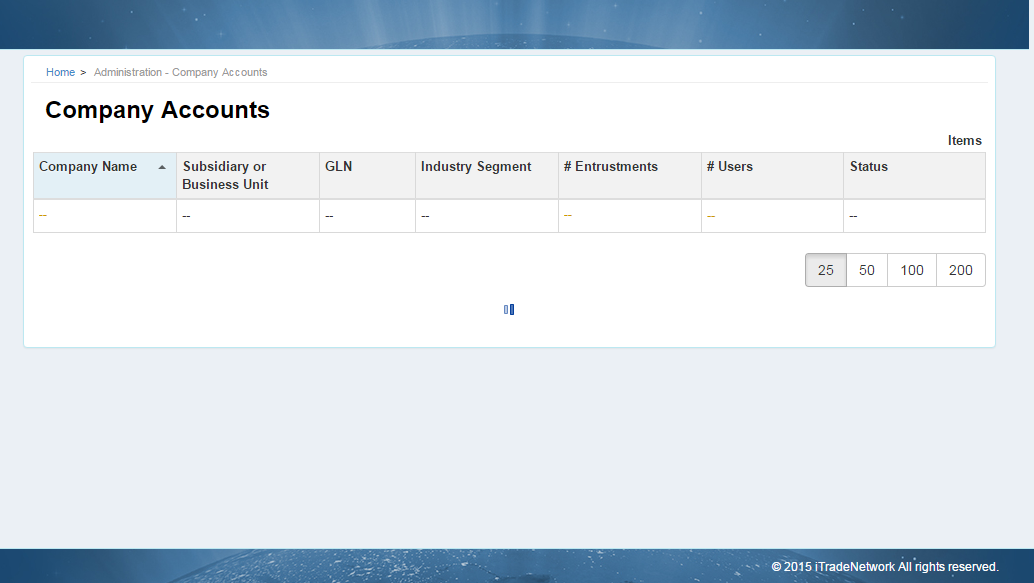 Home > Administration - Company Accounts
Company Accounts
Items
Company Name Subsidiary or Business Unit GLN Industry Segment # Entrustments # Users Status
-- -- -- -- -- -- --
25 50 100 200
© 2015 iTradeNetwork All rights reserved.